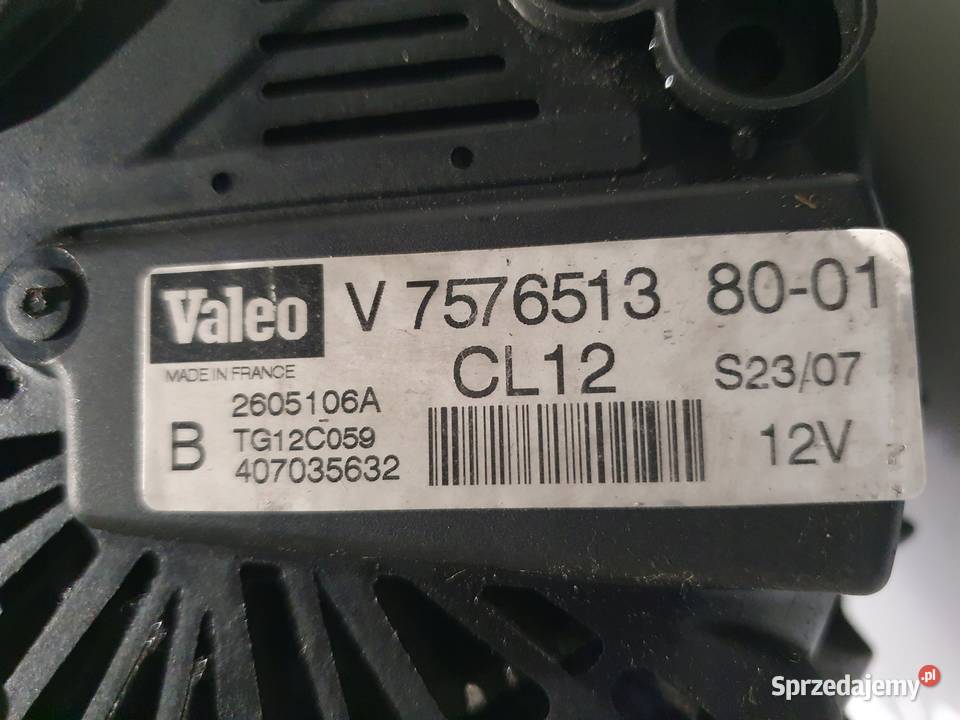 Valeo V 7576513 80-01
MADE IN FRANCE CL12 S23/07
2605106A
B TG12C059 12V
407035632
Sprzedajemy.pl